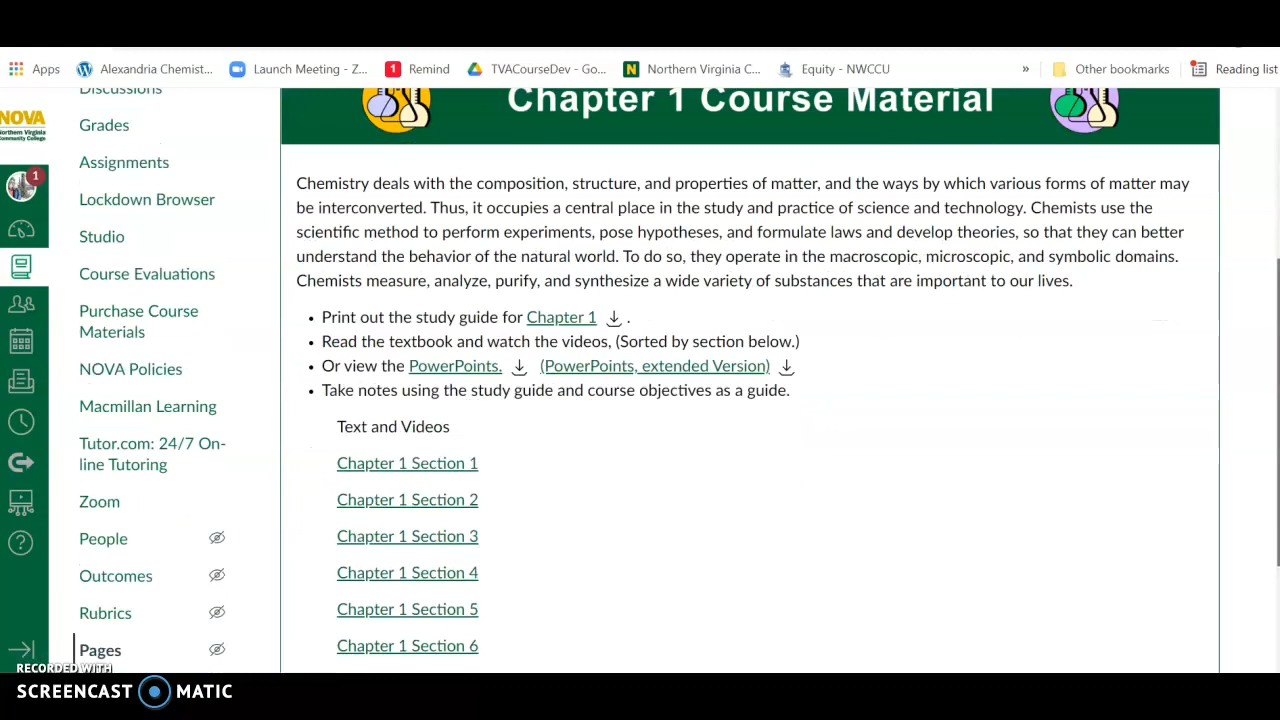 Apps
Alexandria Chemist...
Launch Meeting - Z...
1 Remind
TVACourseDev - Go...
N Northern Virginia C...
Equity - NWCCU
»
Other bookmarks
Reading list
NOVA
Northern Virginia
Community College
1
?
Discussions
Grades
Assignments
Lockdown Browser
Studio
Course Evaluations
Purchase Course
Materials
NOVA Policies
Macmillan Learning
Tutor.com: 24/7 On-
line Tutoring
Zoom
People
Outcomes
Rubrics
Pages
Chapter 1 Course Material
Chemistry deals with the composition, structure, and properties of matter, and the ways by which various forms of matter may
be interconverted. Thus, it occupies a central place in the study and practice of science and technology. Chemists use the
scientific method to perform experiments, pose hypotheses, and formulate laws and develop theories, so that they can better
understand the behavior of the natural world. To do so, they operate in the macroscopic, microscopic, and symbolic domains.
Chemists measure, analyze, purify, and synthesize a wide variety of substances that are important to our lives.
• Print out the study guide for Chapter 1 .
• Read the textbook and watch the videos, (Sorted by section below.)
• Or view the PowerPoints. (PowerPoints, extended Version)
• Take notes using the study guide and course objectives as a guide.
Text and Videos
Chapter 1 Section 1
Chapter 1 Section 2
Chapter 1 Section 3
Chapter 1 Section 4
Chapter 1 Section 5
Chapter 1 Section 6
RECORDED WITH
SCREENCAST MATIC